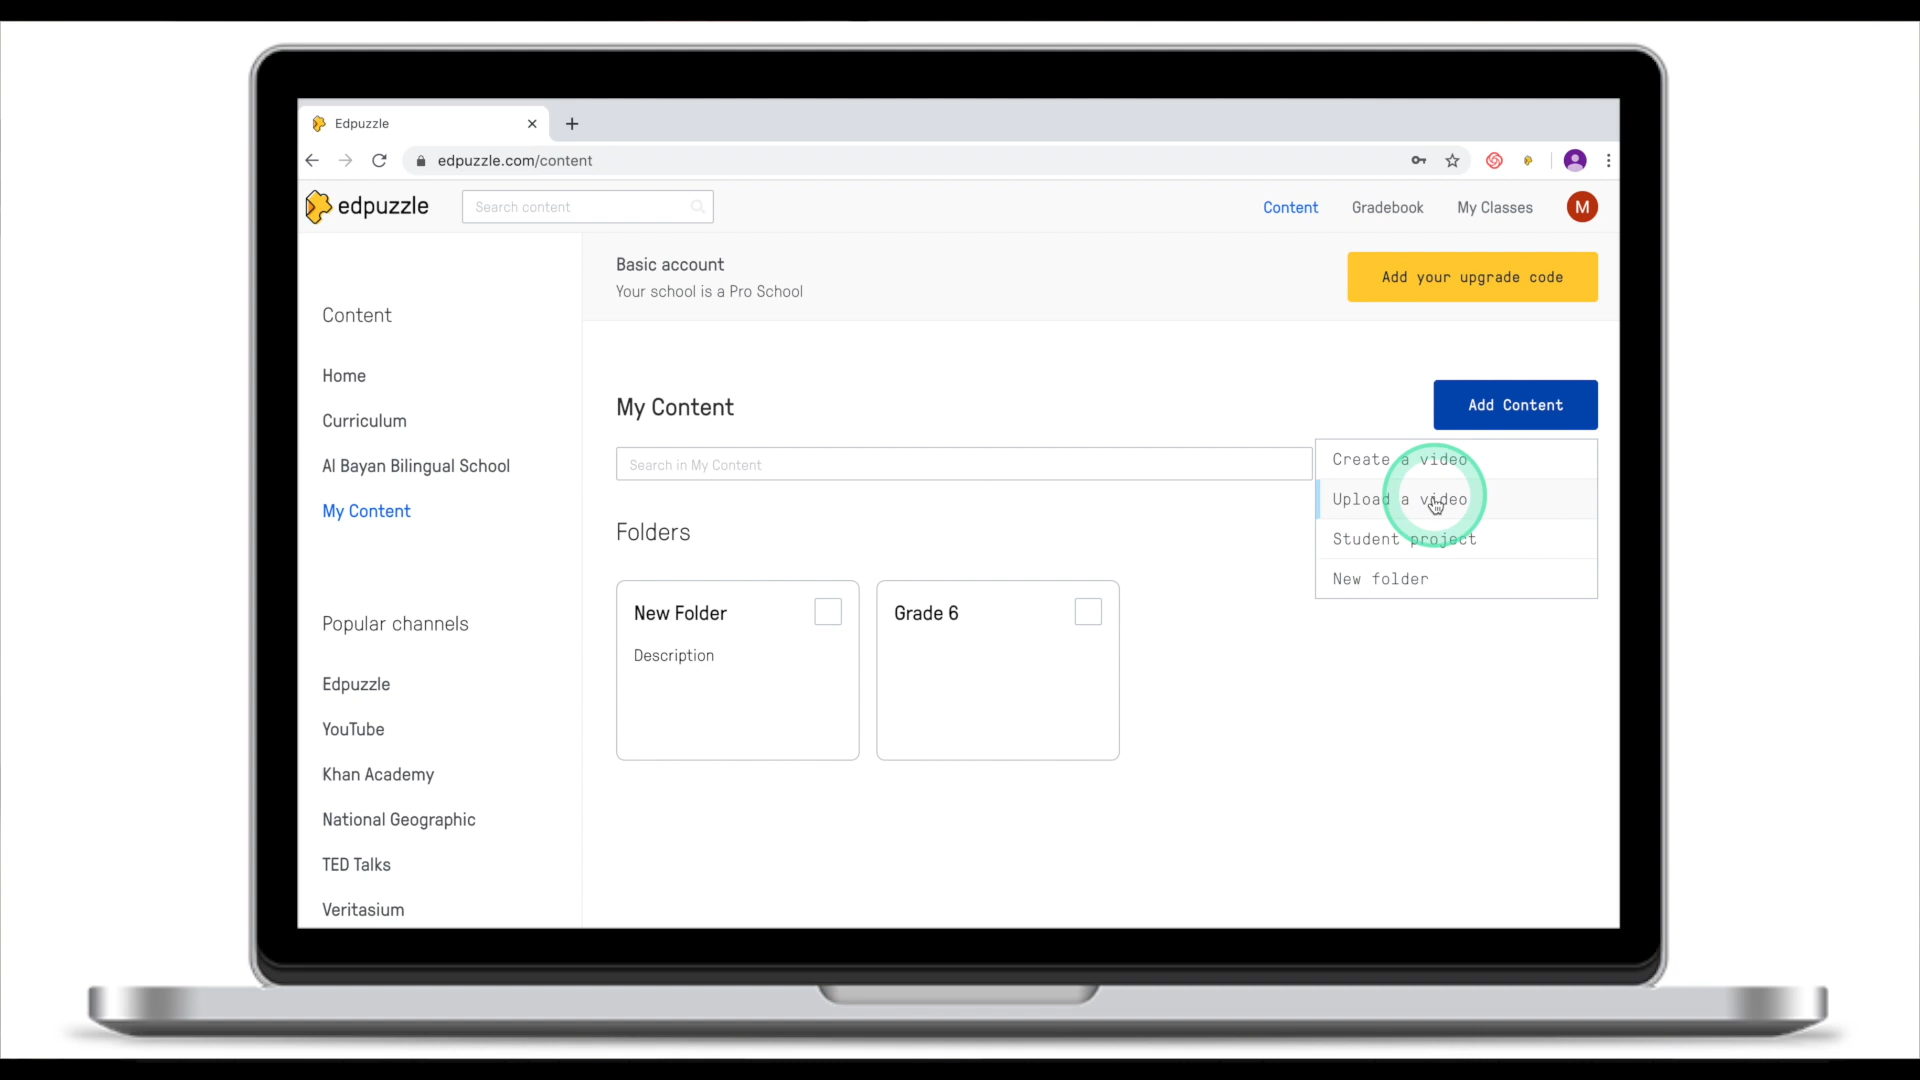 Edpuzzle
edpuzzle.com/content
edpuzzle
Search content
Content
Gradebook
My Classes
M
Basic account
Your school is a Pro School
Add your upgrade code
Content
Home
Curriculum
Al Bayan Bilingual School
My Content
Popular channels
Edpuzzle
YouTube
Khan Academy
National Geographic
TED Talks
Veritasium
My Content
Add Content
Search in My Content
Create a video
Upload a video
Student project
New folder
Folders
New Folder
Description
Grade 6